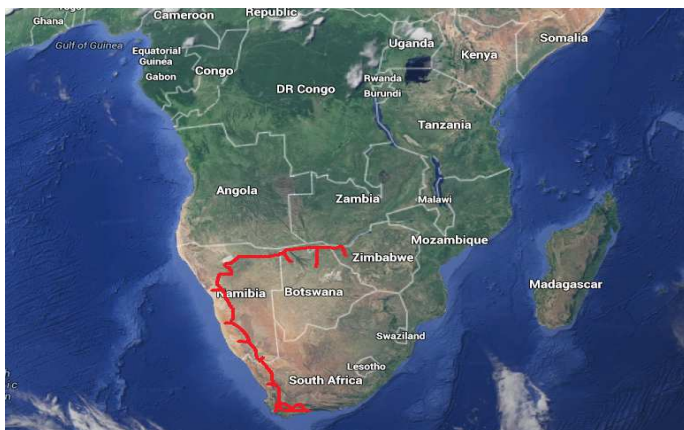 Cameroon
Republic
Ghana
Gulf of Guinea
Equatorial
Guinea
Gabon
Congo
Uganda
Kenya
Somalia
DR Congo
Rwanda
Burundi
Tanzania
Angola
Zambia
Malawi
Mozambique
Zimbabwe
Namibia
Botswana
Madagascar
Swaziland
Lesotho
South Africa